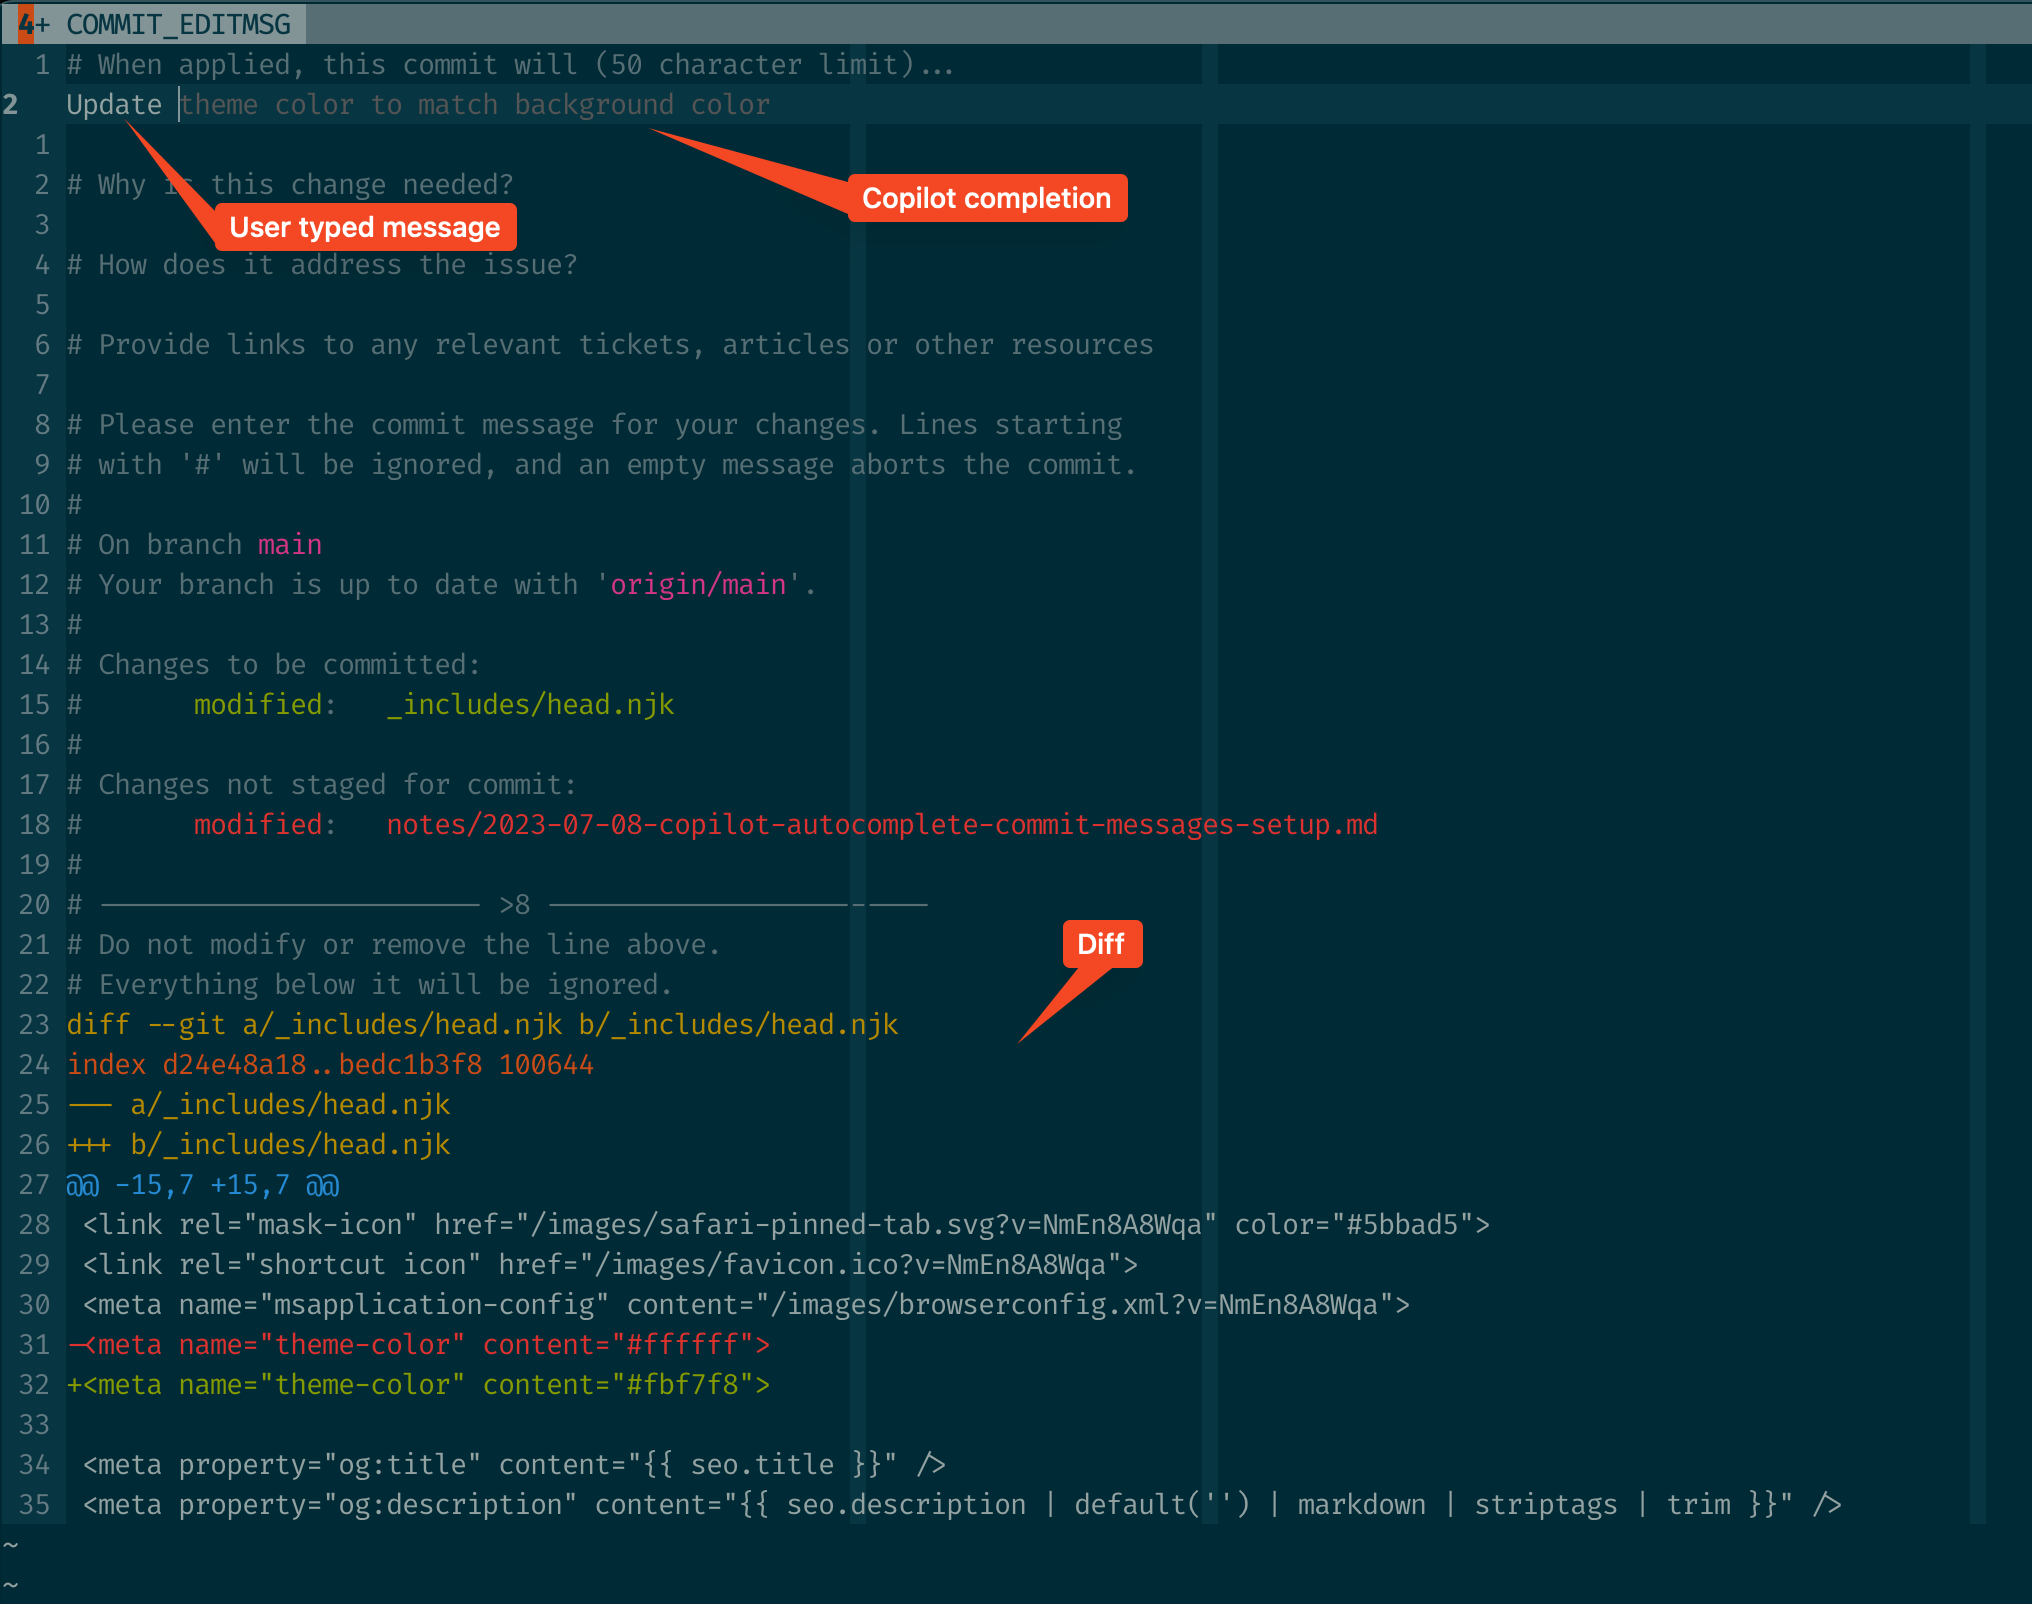 4+ COMMIT_EDITMSG
1 # When applied, this commit will (50 character limit)...
2 Update theme color to match background color
1
2 # Why is this change needed?
Copilot completion
3
User typed message
4 # How does it address the issue?
5
6 # Provide links to any relevant tickets, articles or other resources
7
8 # Please enter the commit message for your changes. Lines starting
9 # with '#' will be ignored, and an empty message aborts the commit.
10 #
11 # On branch main
12 # Your branch is up to date with 'origin/main'.
13 #
14 # Changes to be committed:
15 #       modified:   _includes/head.njk
16 #
17 # Changes not staged for commit:
18 #       modified:   notes/2023-07-08-copilot-autocomplete-commit-messages-setup.md
19 #
20 # ------------------------ >8 ------------------------
21 # Do not modify or remove the line above.
Diff
22 # Everything below it will be ignored.
23 diff --git a/_includes/head.njk b/_includes/head.njk
24 index d24e48a18..bedc1b3f8 100644
25 --- a/_includes/head.njk
26 +++ b/_includes/head.njk
27 @@ -15,7 +15,7 @@
28  <link rel="mask-icon" href="/images/safari-pinned-tab.svg?v=NmEn8A8Wqa" color="#5bbad5">
29  <link rel="shortcut icon" href="/images/favicon.ico?v=NmEn8A8Wqa">
30  <meta name="msapplication-config" content="/images/browserconfig.xml?v=NmEn8A8Wqa">
31 -<meta name="theme-color" content="#ffffff">
32 +<meta name="theme-color" content="#fbf7f8">
33
34  <meta property="og:title" content="{{ seo.title }}" />
35  <meta property="og:description" content="{{ seo.description | default('') | markdown | striptags | trim }}" />
~
~